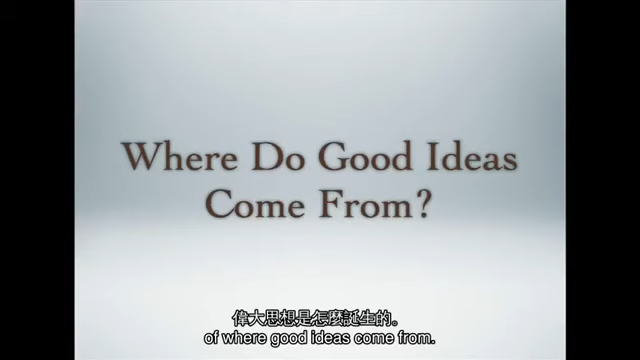 Where Do Good Ideas
Come From?
偉大思想是怎麼誕生的。
of where good ideas come from.